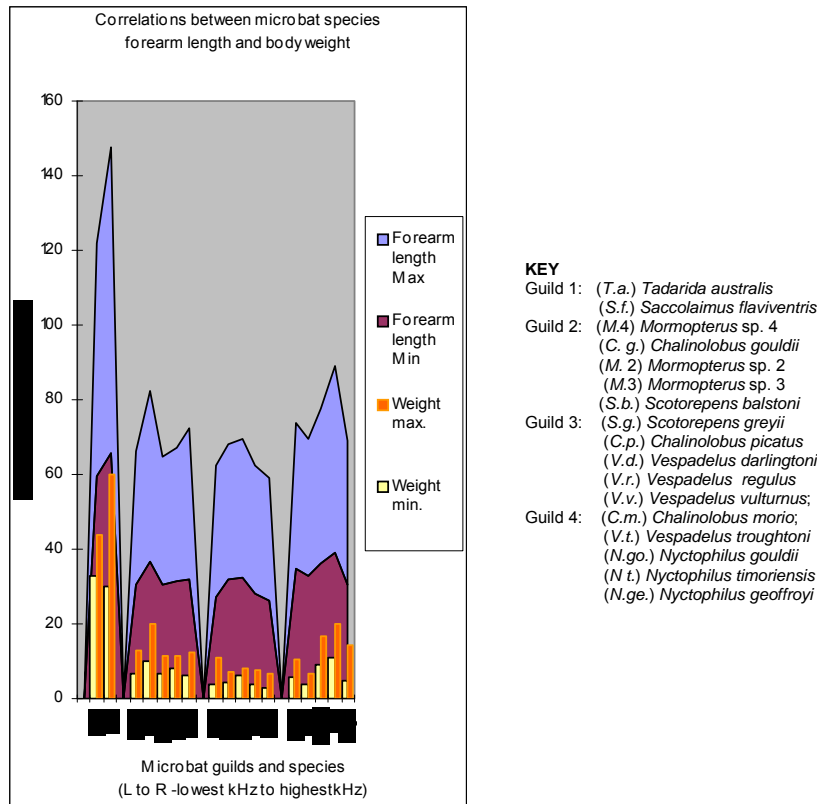 Correlations between microbat species
forearm length and body weight
160
140
120
100
80
60
40
20
0
Forearm
length
Max
Forearm
length
Min
Weight
max.
Weight
min.
Microbat guilds and species
(L to R -lowest kHz to highest kHz)
KEY
Guild 1: (T.a.) Tadarida australis
(S.f.) Saccolaimus flaviventris
Guild 2: (M.4) Mormopterus sp. 4
(C. g.) Chalinolobus gouldii
(M. 2) Mormopterus sp. 2
(M.3) Mormopterus sp. 3
(S.b.) Scotorepens balstoni
Guild 3: (S.g.) Scotorepens greyii
(C.p.) Chalinolobus picatus
(V.d.) Vespadelus darlingtoni
(V.r.) Vespadelus regulus
(V.v.) Vespadelus vulturnus;
Guild 4: (C.m.) Chalinolobus morio;
(V.t.) Vespadelus troughtoni
(N.go.) Nyctophilus gouldii
(N t.) Nyctophilus timoriensis
(N.ge.) Nyctophilus geoffroyi